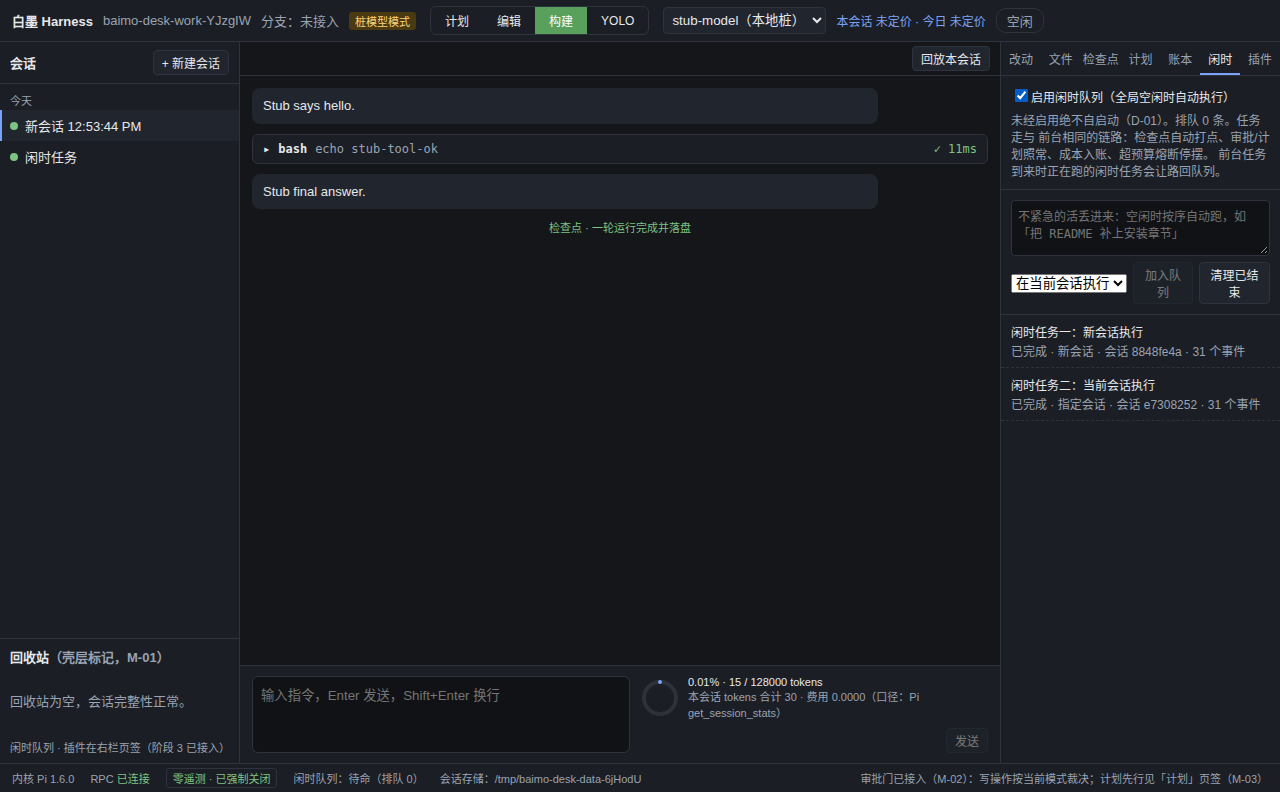 白墨 Harness baimo-desk-work-YJzgIW 分支：未接入 桩模型模式 计划 编辑 构建 YOLO stub-model（本地桩） 本会话 未定价 · 今日 未定价 空闲
会话 + 新建会话
今天
新会话 12:53:44 PM
闲时任务
回收站（壳层标记，M-01）
回收站为空，会话完整性正常。
闲时队列 · 插件在右栏页签（阶段 3 已接入）
回放本会话
Stub says hello.
▸ bash echo stub-tool-ok ✓ 11ms
Stub final answer.
检查点 · 一轮运行完成并落盘
输入指令，Enter 发送，Shift+Enter 换行
0.01% · 15 / 128000 tokens
本会话 tokens 合计 30 · 费用 0.0000（口径：Pi
get_session_stats）
发送
改动 文件 检查点 计划 账本 闲时 插件
启用闲时队列（全局空闲时自动执行）
未经启用绝不自启动（D-01）。排队 0 条。任务
走与 前台相同的链路：检查点自动打点、审批/计
划照常、成本入账、超预算熔断停摆。 前台任务
到来时正在跑的闲时任务会让路回队列。
不紧急的活丢进来：空闲时按序自动跑，如
「把 README 补上安装章节」
在当前会话执行 加入队
列 清理已结
束
闲时任务一：新会话执行
已完成 · 新会话 · 会话 8848fe4a · 31 个事件
闲时任务二：当前会话执行
已完成 · 指定会话 · 会话 e7308252 · 31 个事件
内核 Pi 1.6.0 RPC 已连接 零遥测 · 已强制关闭 闲时队列：待命（排队 0） 会话存储：/tmp/baimo-desk-data-6jHodU 审批门已接入（M-02）：写操作按当前模式裁决；计划先行见「计划」页签（M-03）